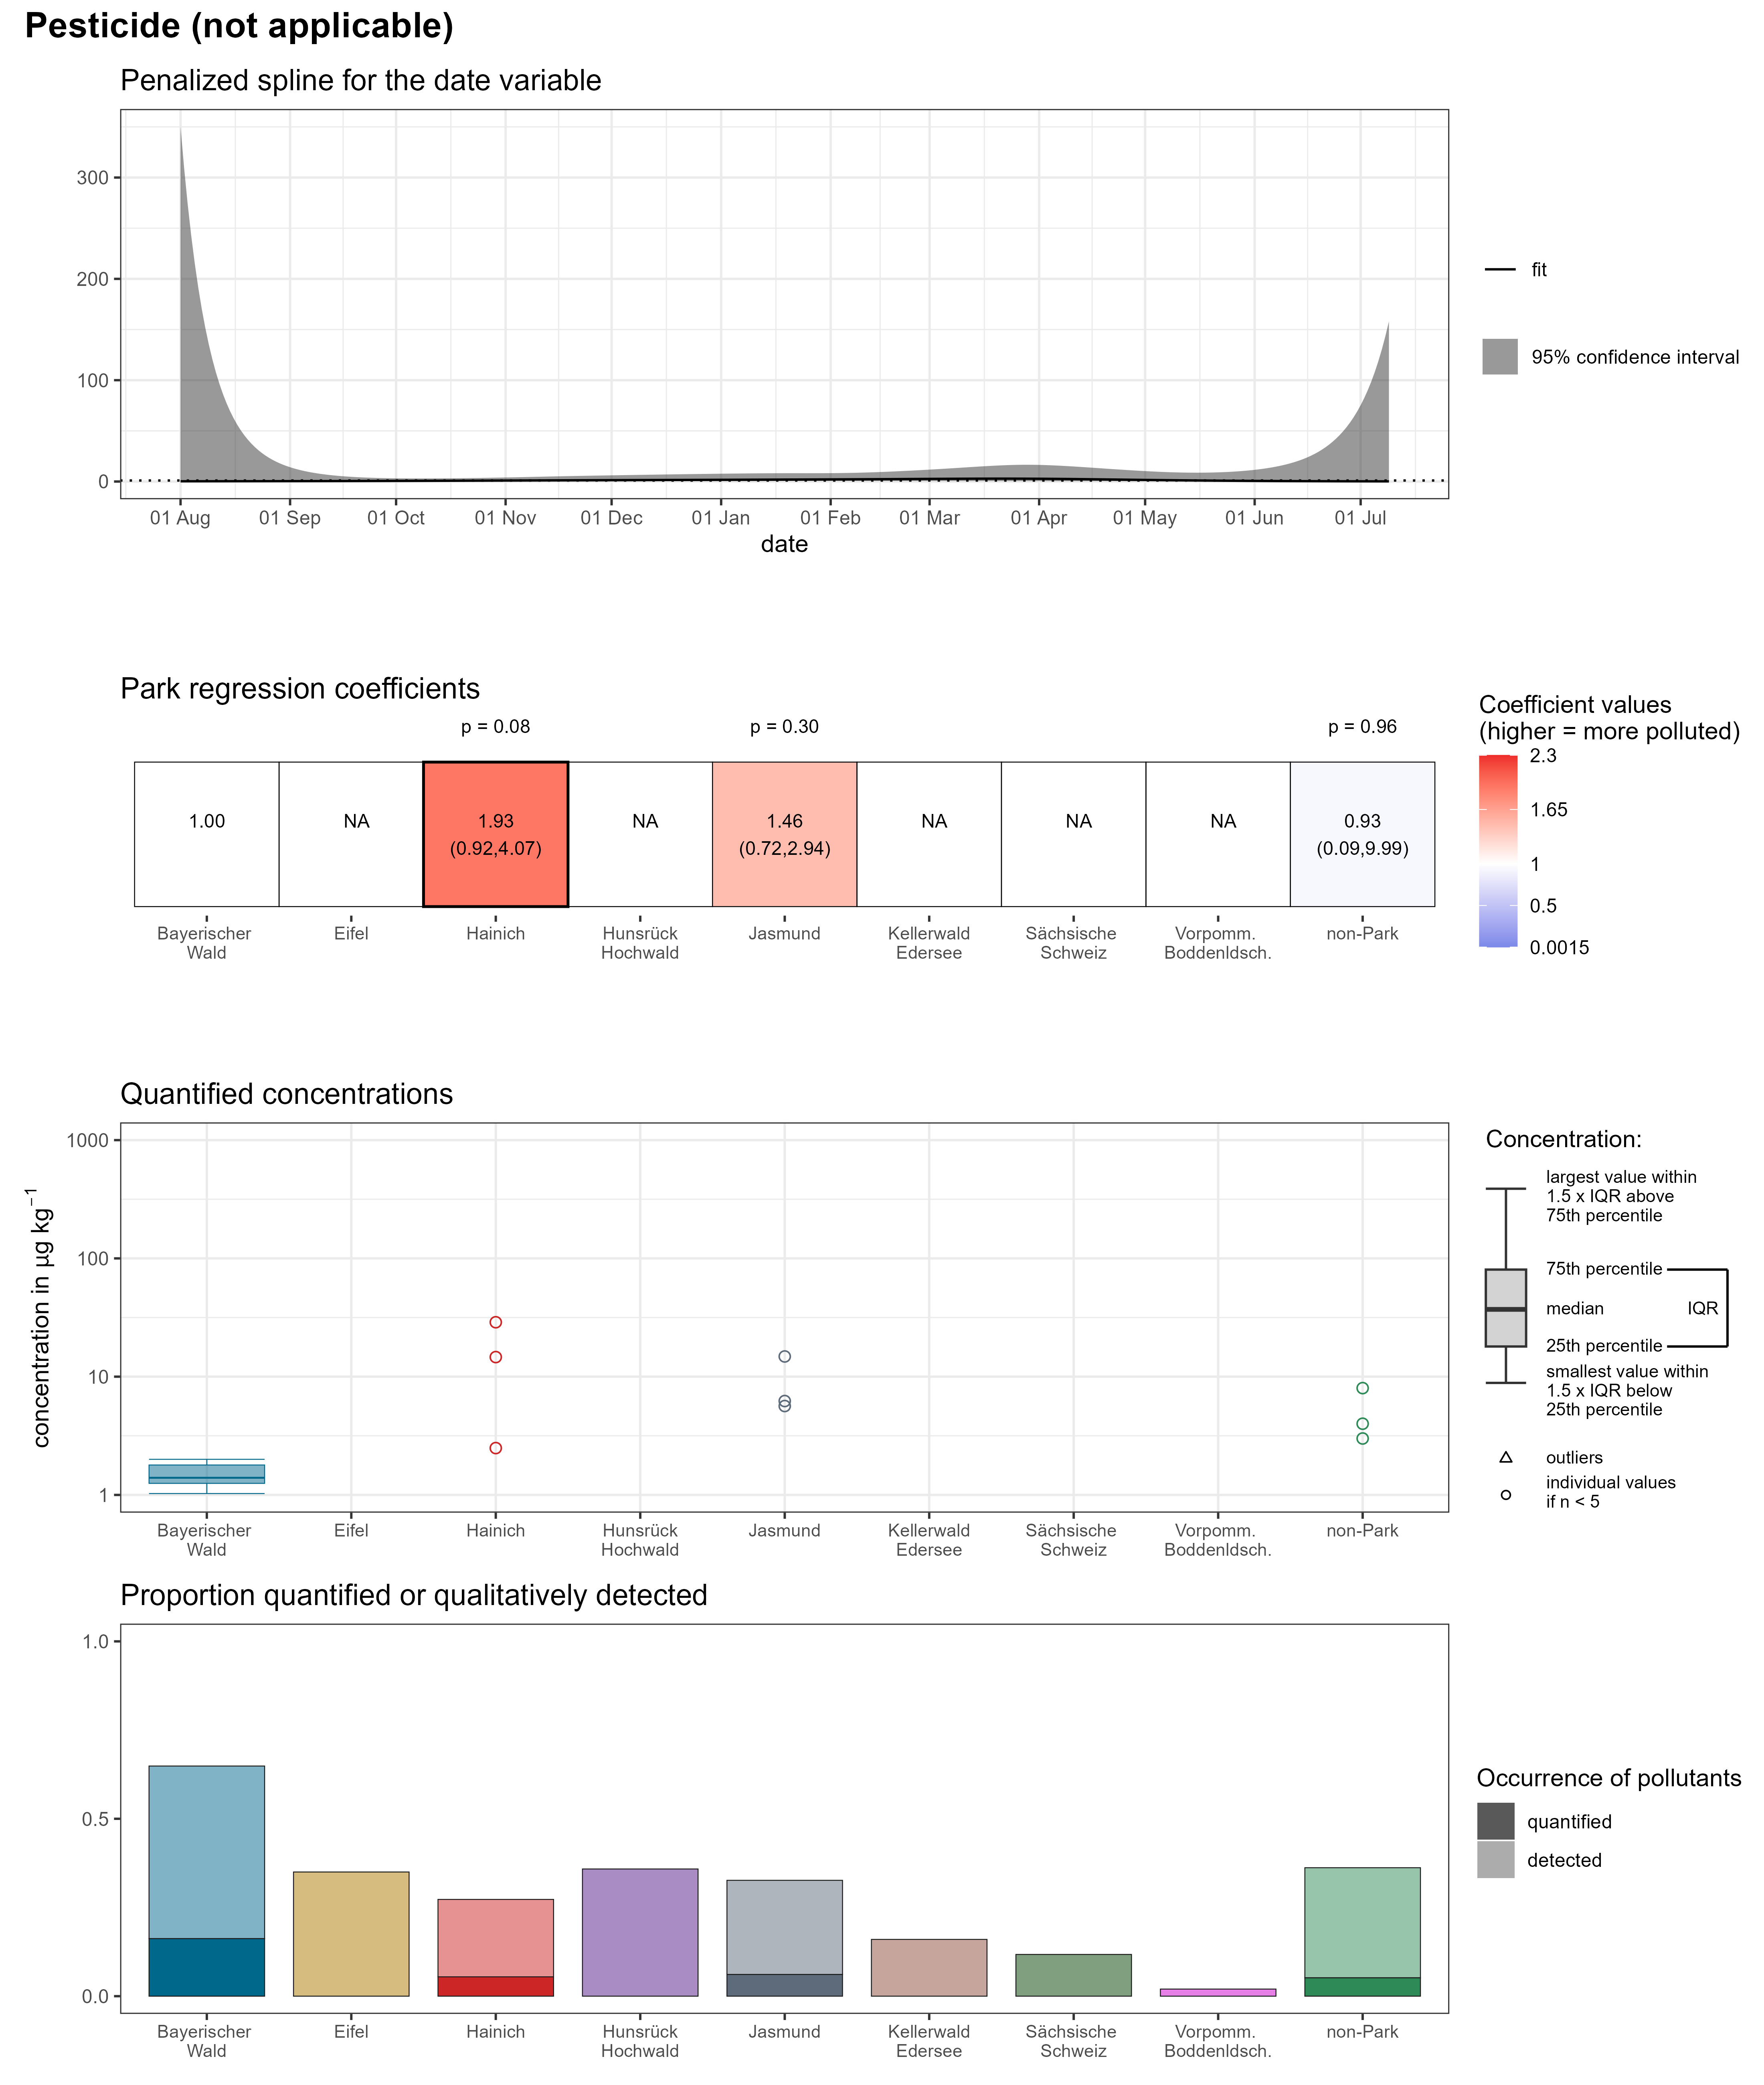 Pesticide (not applicable)
Penalized spline for the date variable
300
200
100
0
01 Aug 01 Sep 01 Oct 01 Nov 01 Dec 01 Jan 01 Feb 01 Mar 01 Apr 01 May 01 Jun 01 Jul
date
fit
95% confidence interval
Park regression coefficients
p = 0.08 p = 0.30 p = 0.96
1.00 NA 1.93 NA 1.46 NA NA NA 0.93
(0.92,4.07) (0.72,2.94) (0.09,9.99)
Bayerischer Eifel Hainich Hunsrück Jasmund Kellerwald Sächsische Vorpomm. non-Park
Wald Hochwald Edersee Schweiz Boddenldsch.
Coefficient values
(higher = more polluted)
2.3
1.65
1
0.5
0.0015
Quantified concentrations
concentration in µg kg⁻¹
1000
100
10
1
Bayerischer Eifel Hainich Hunsrück Jasmund Kellerwald Sächsische Vorpomm. non-Park
Wald Hochwald Edersee Schweiz Boddenldsch.
Concentration:
largest value within
1.5 x IQR above
75th percentile
75th percentile
median IQR
25th percentile
smallest value within
1.5 x IQR below
25th percentile
outliers
individual values
if n < 5
Proportion quantified or qualitatively detected
1.0
0.5
0.0
Bayerischer Eifel Hainich Hunsrück Jasmund Kellerwald Sächsische Vorpomm. non-Park
Wald Hochwald Edersee Schweiz Boddenldsch.
Occurrence of pollutants
quantified
detected